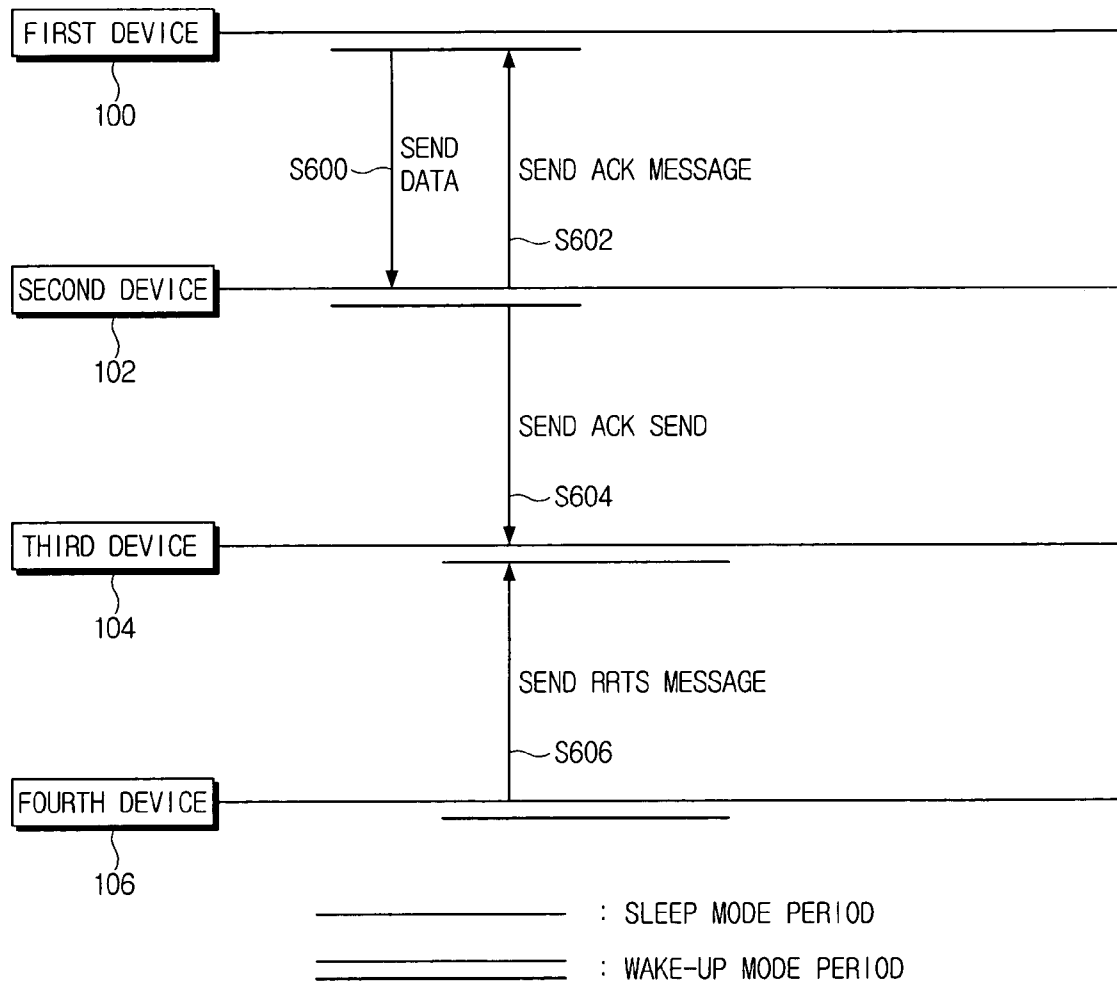 FIRST DEVICE
100
S600
SEND
DATA
SEND ACK MESSAGE
S602
SECOND DEVICE
102
SEND ACK SEND
S604
THIRD DEVICE
104
SEND RRTS MESSAGE
S606
FOURTH DEVICE
106
: SLEEP MODE PERIOD
: WAKE-UP MODE PERIOD